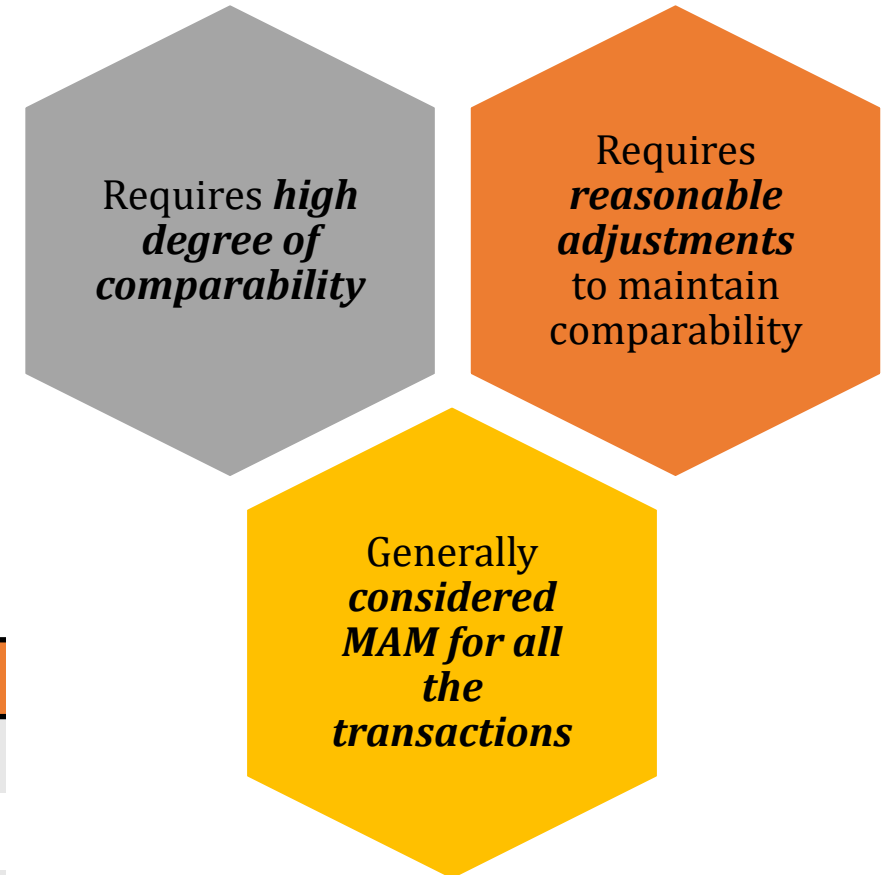 Requires high
degree of
comparability
Requires
reasonable
adjustments
to maintain
comparability
Generally
considered
MAM for all
the
transactions